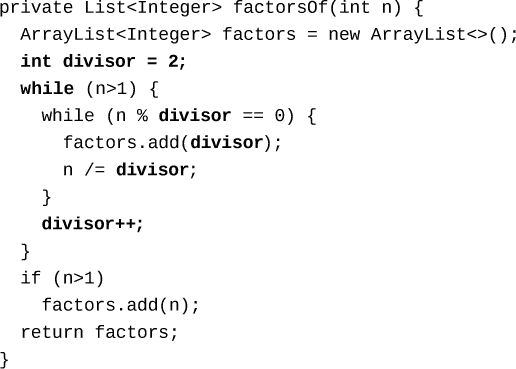 private List<Integer> factorsOf(int n) {
  ArrayList<Integer> factors = new ArrayList<>();
  int divisor = 2;
  while (n>1) {
    while (n % divisor == 0) {
      factors.add(divisor);
      n /= divisor;
    }
    divisor++;
  }
  if (n>1)
    factors.add(n);
  return factors;
}